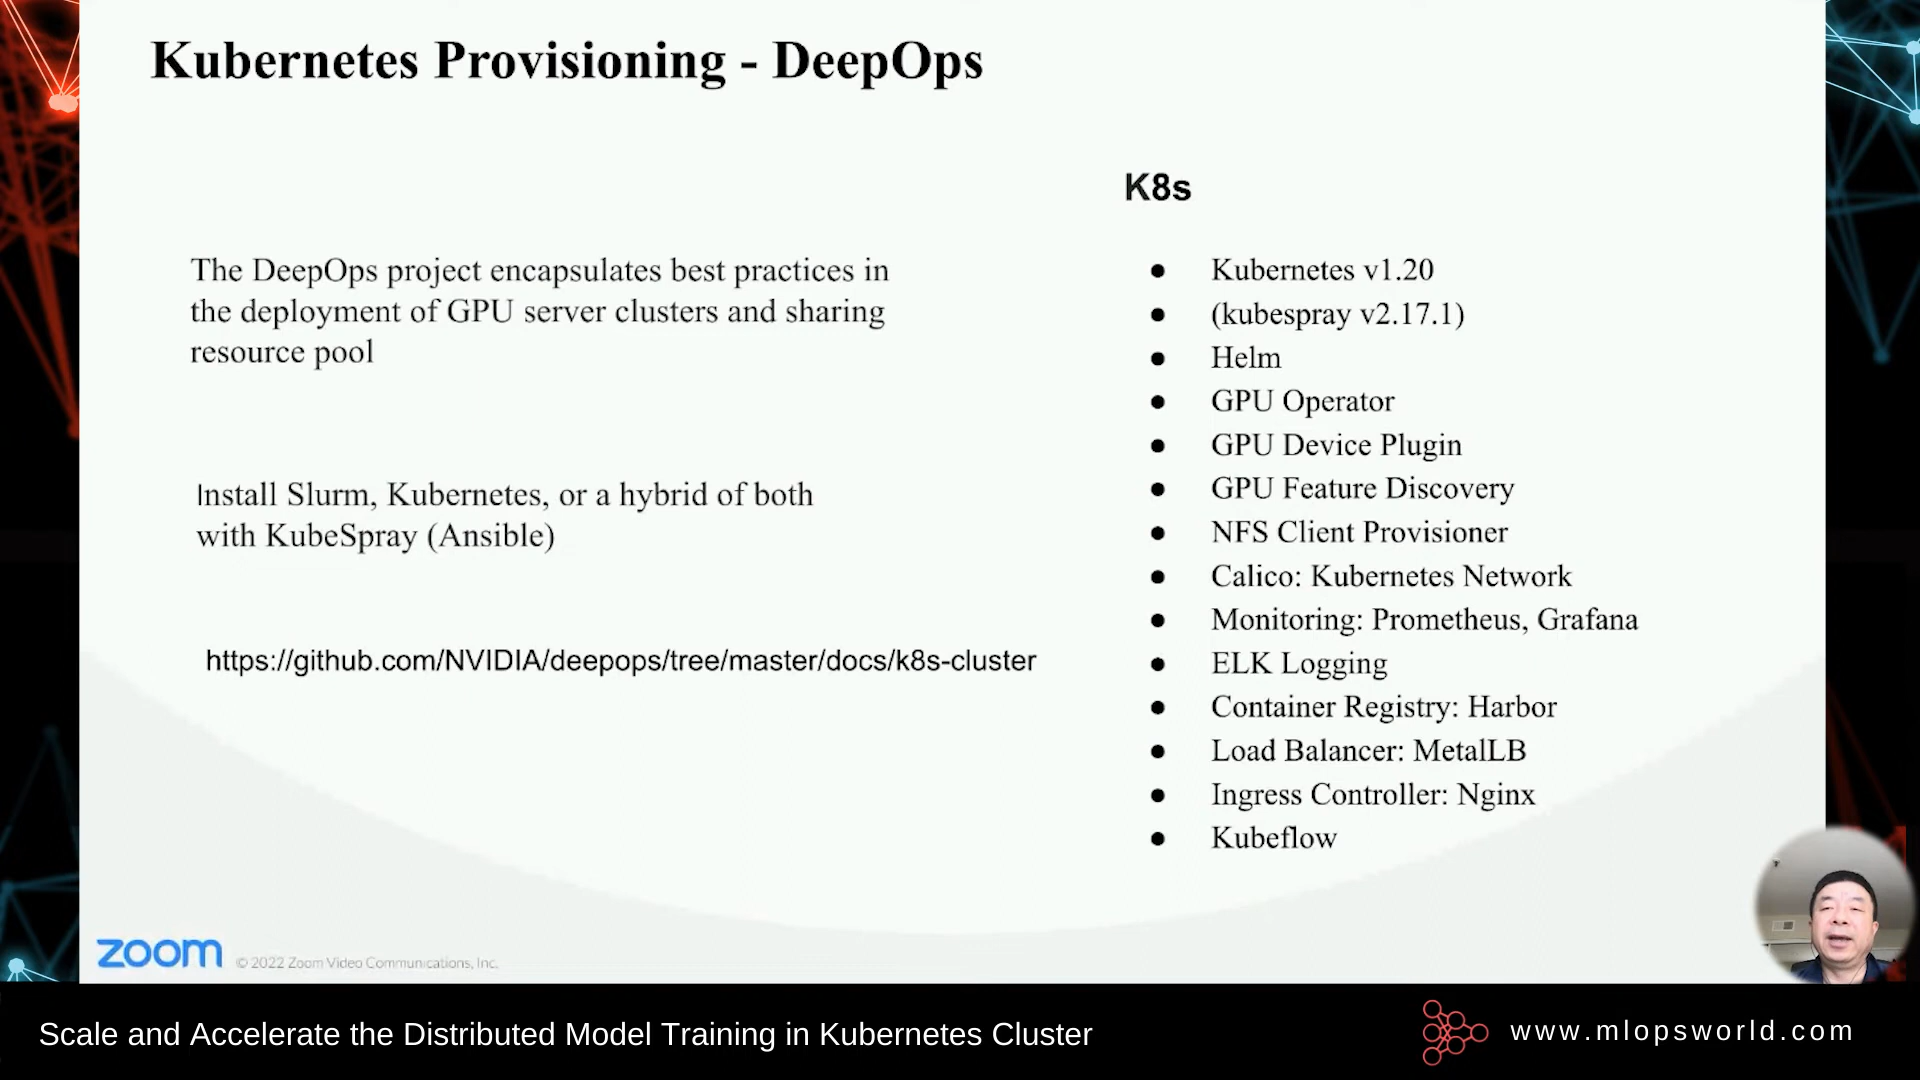 Kubernetes Provisioning - DeepOps
The DeepOps project encapsulates best practices in
the deployment of GPU server clusters and sharing
resource pool
Install Slurm, Kubernetes, or a hybrid of both
with KubeSpray (Ansible)
https://github.com/NVIDIA/deepops/tree/master/docs/k8s-cluster
K8s
● Kubernetes v1.20
● (kubespray v2.17.1)
● Helm
● GPU Operator
● GPU Device Plugin
● GPU Feature Discovery
● NFS Client Provisioner
● Calico: Kubernetes Network
● Monitoring: Prometheus, Grafana
● ELK Logging
● Container Registry: Harbor
● Load Balancer: MetalLB
● Ingress Controller: Nginx
● Kubeflow
zoom © 2022 Zoom Video Communications, Inc.
Scale and Accelerate the Distributed Model Training in Kubernetes Cluster
www.mlopsworld.com